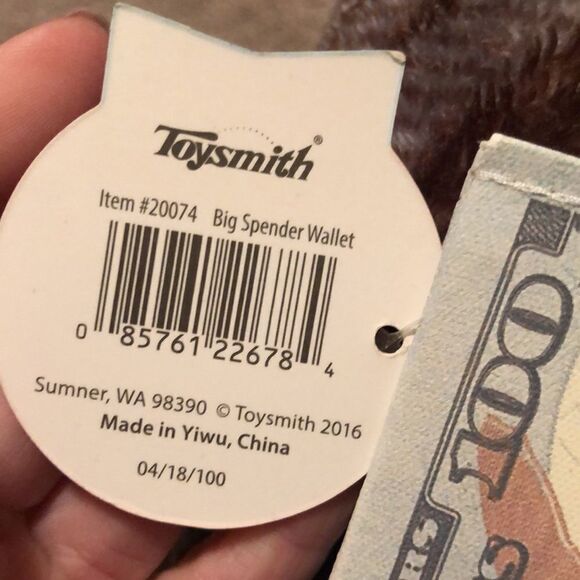 Toysmith®
Item #20074 Big Spender Wallet
0 85761 22678 4
Sumner, WA 98390 © Toysmith 2016
Made in Yiwu, China
04/18/100
100